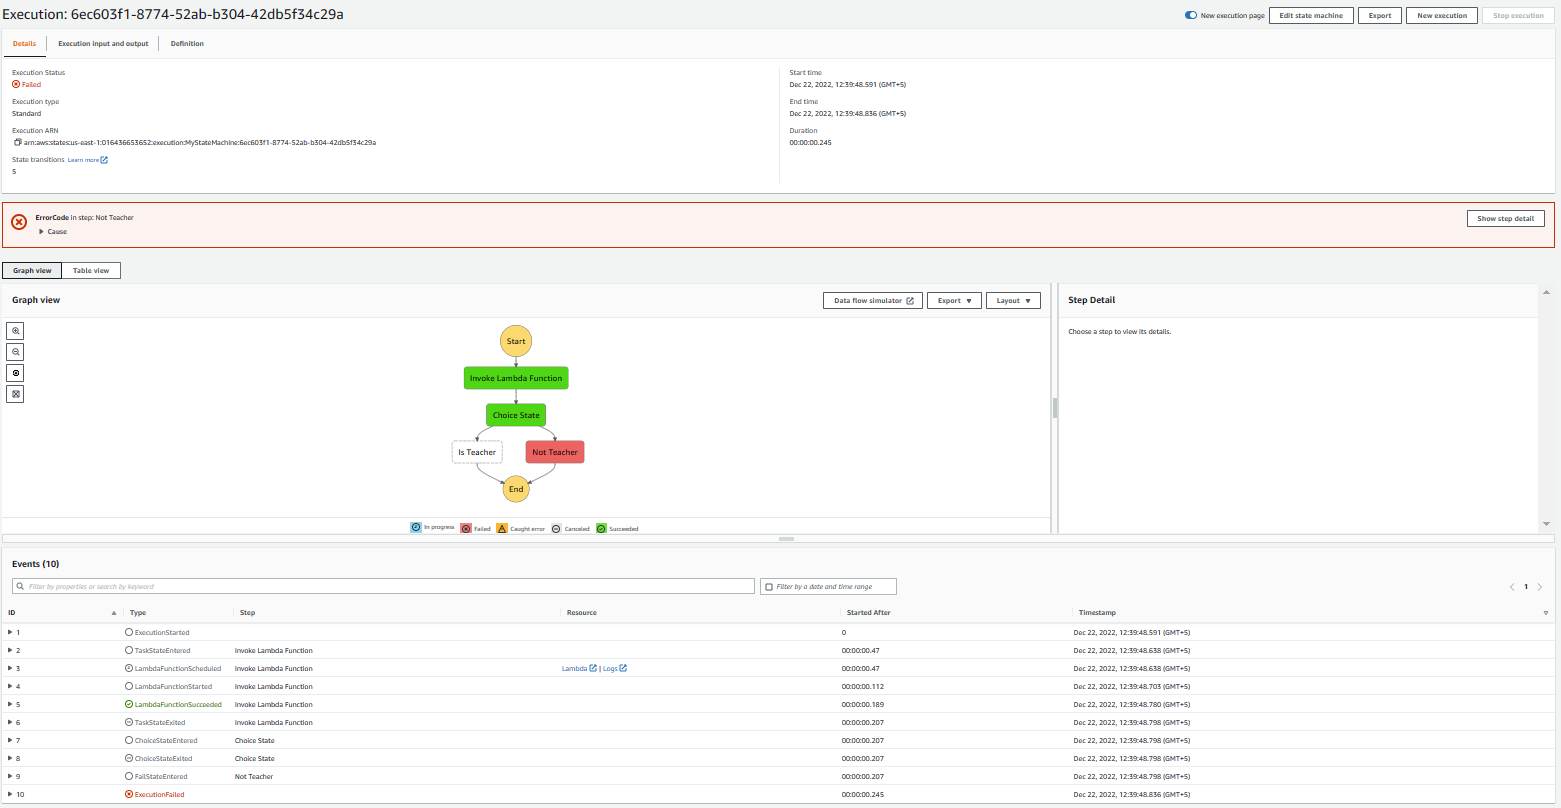 Execution: 6ec603f1-8774-52ab-b304-42db5f34c29a
New execution page
Edit state machine
Export
New execution
Stop execution
Details
Execution input and output
Definition
Execution Status
Failed
Execution type
Standard
Execution ARN
arn:aws:states:us-east-1:016436653652:execution:MyStateMachine:6ec603f1-8774-52ab-b304-42db5f34c29a
State transitions Learn more
5
Start time
Dec 22, 2022, 12:39:48.591 (GMT+5)
End time
Dec 22, 2022, 12:39:48.836 (GMT+5)
Duration
00:00:00.245
ErrorCode in step: Not Teacher
Cause
Show step detail
Graph view
Table view
Graph view
Data flow simulator
Export
Layout
Start
Invoke Lambda Function
Choice State
Is Teacher
Not Teacher
End
In progress
Failed
Caught error
Canceled
Succeeded
Step Detail
Choose a step to view its details.
Events (10)
Filter by properties or search by keyword
Filter by a date and time range
1
ID Type Step Resource Started After Timestamp
1 ExecutionStarted 0 Dec 22, 2022, 12:39:48.591 (GMT+5)
2 TaskStateEntered Invoke Lambda Function 00:00:00.47 Dec 22, 2022, 12:39:48.638 (GMT+5)
3 LambdaFunctionScheduled Invoke Lambda Function Lambda | Logs 00:00:00.47 Dec 22, 2022, 12:39:48.638 (GMT+5)
4 LambdaFunctionStarted Invoke Lambda Function 00:00:00.112 Dec 22, 2022, 12:39:48.703 (GMT+5)
5 LambdaFunctionSucceeded Invoke Lambda Function 00:00:00.189 Dec 22, 2022, 12:39:48.780 (GMT+5)
6 TaskStateExited Invoke Lambda Function 00:00:00.207 Dec 22, 2022, 12:39:48.798 (GMT+5)
7 ChoiceStateEntered Choice State 00:00:00.207 Dec 22, 2022, 12:39:48.798 (GMT+5)
8 ChoiceStateExited Choice State 00:00:00.207 Dec 22, 2022, 12:39:48.798 (GMT+5)
9 FailStateEntered Not Teacher 00:00:00.207 Dec 22, 2022, 12:39:48.798 (GMT+5)
10 ExecutionFailed 00:00:00.245 Dec 22, 2022, 12:39:48.836 (GMT+5)